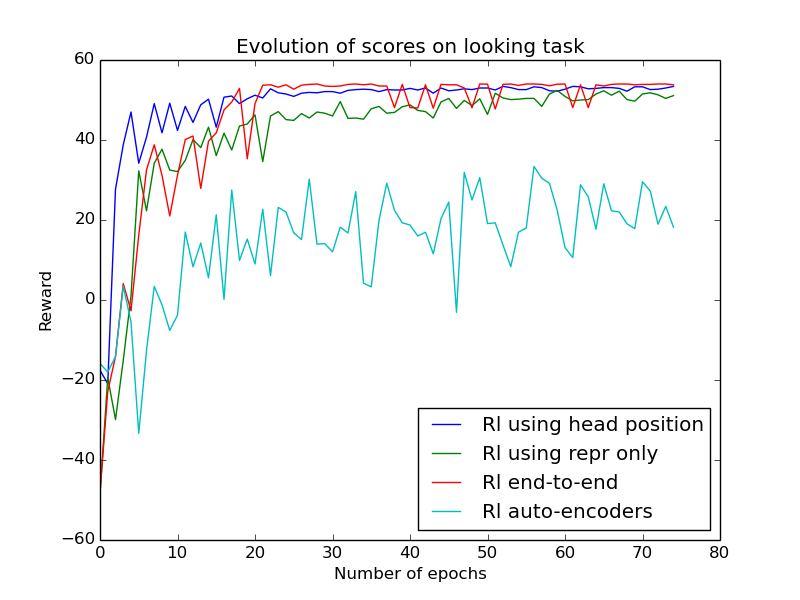 Evolution of scores on looking task
60
40
20
0
−20
−40
−60
Reward
Rl using head position
Rl using repr only
Rl end-to-end
Rl auto-encoders
0 10 20 30 40 50 60 70 80
Number of epochs